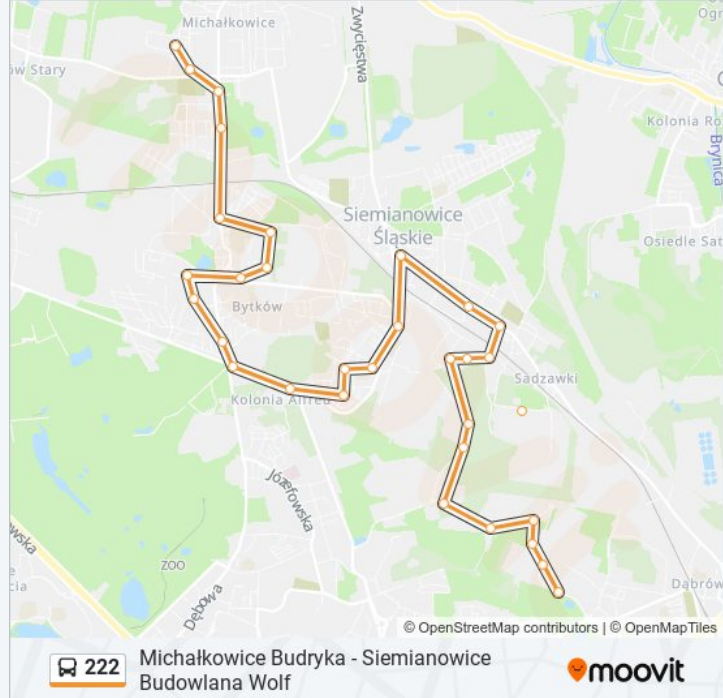 Michałkowice
Ogr
ów Stary
Zwycięstwa
C
Kolonia Ro
Brynica
Siemianowice
Śląskie
Osiedle Sat
Bytków
Sadzawki
Kolonia Alfred
Józefowska
wska
ZOO
e
cia
Dębowa
Dąbrów
© OpenStreetMap contributors | © OpenMapTiles
222
Michałkowice Budryka - Siemianowice
Budowlana Wolf
moovit